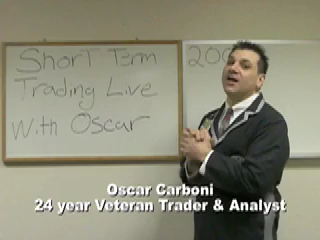 Short Term
Trading Live
With Oscar
200
Oscar Carboni
24 year Veteran Trader & Analyst